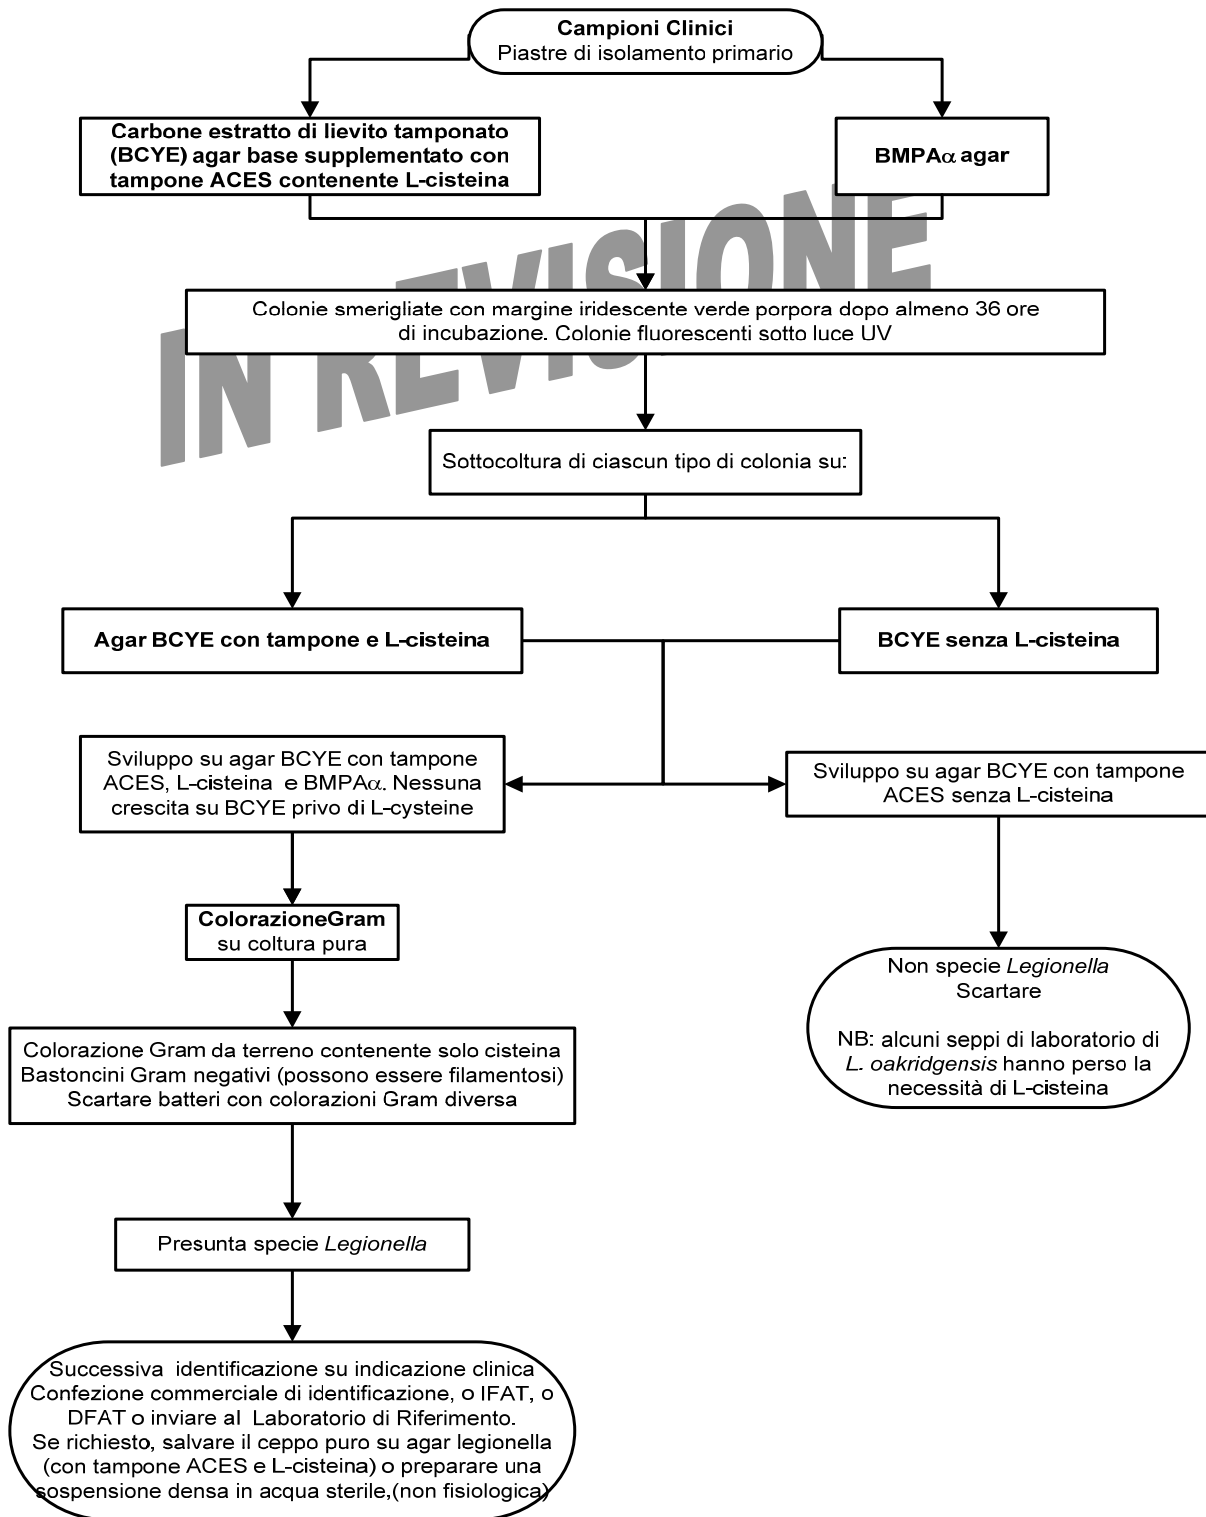 Campioni Clinici
Piastre di isolamento primario
Carbone estratto di lievito tamponato
(BCYE) agar base supplementato con
tampone ACES contenente L-cisteina
BMPAα agar
IN REVISIONE
Colonie smerigliate con margine iridescente verde porpora dopo almeno 36 ore
di incubazione. Colonie fluorescenti sotto luce UV
Sottocoltura di ciascun tipo di colonia su:
Agar BCYE con tampone e L-cisteina
BCYE senza L-cisteina
Sviluppo su agar BCYE con tampone
ACES, L-cisteina e BMPAα. Nessuna
crescita su BCYE privo di L-cysteine
Sviluppo su agar BCYE con tampone
ACES senza L-cisteina
ColorazioneGram
su coltura pura
Non specie Legionella
Scartare
NB: alcuni seppi di laboratorio di
L. oakridgensis hanno perso la
necessità di L-cisteina
Colorazione Gram da terreno contenente solo cisteina
Bastoncini Gram negativi (possono essere filamentosi)
Scartare batteri con colorazioni Gram diversa
Presunta specie Legionella
Successiva identificazione su indicazione clinica
Confezione commerciale di identificazione, o IFAT, o
DFAT o inviare al Laboratorio di Riferimento.
Se richiesto, salvare il ceppo puro su agar legionella
(con tampone ACES e L-cisteina) o preparare una
sospensione densa in acqua sterile,(non fisiologica)